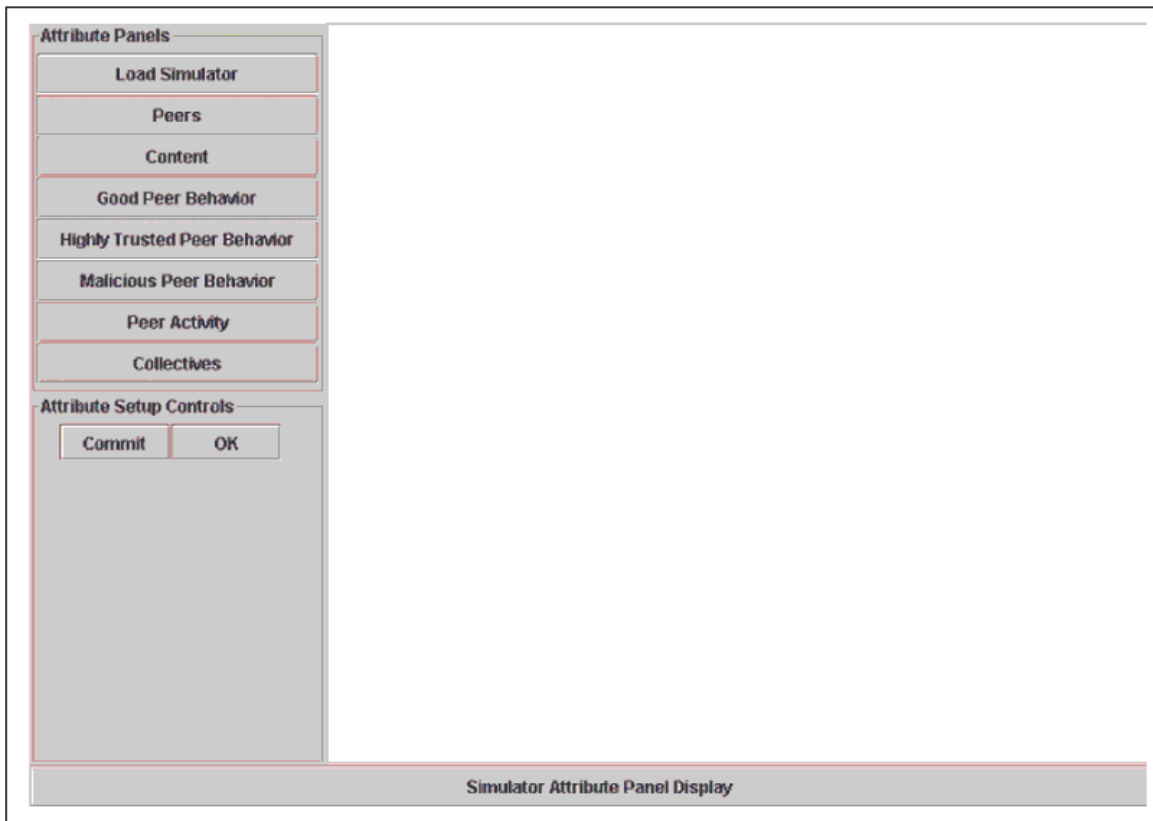 Attribute Panels
Load Simulator
Peers
Content
Good Peer Behavior
Highly Trusted Peer Behavior
Malicious Peer Behavior
Peer Activity
Collectives
Attribute Setup Controls
Commit OK
Simulator Attribute Panel Display